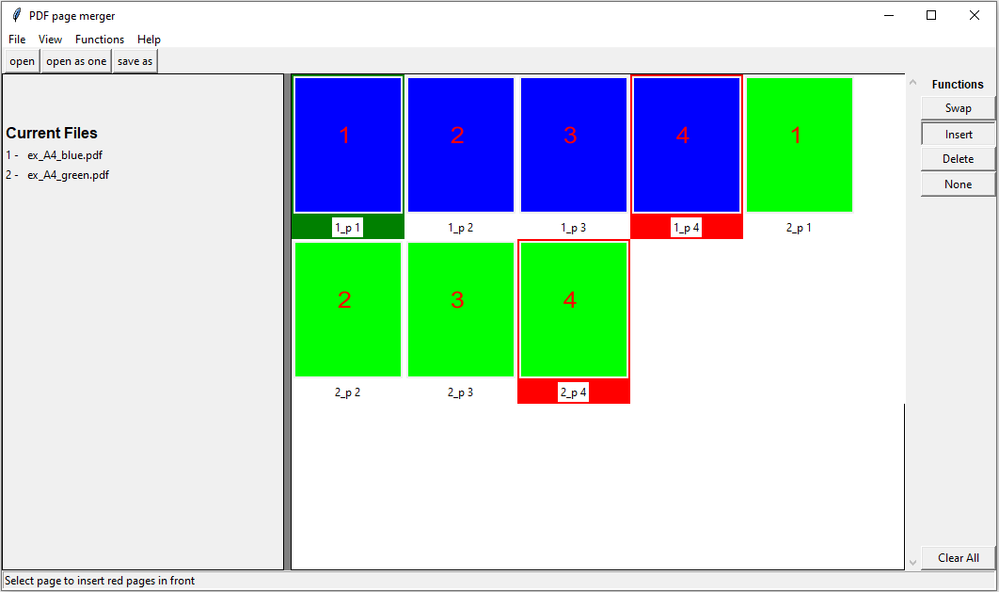 PDF page merger
File View Functions Help
open open as one save as
Current Files
1 - ex_A4_blue.pdf
2 - ex_A4_green.pdf
1 2 3 4 1
1_p 1 1_p 2 1_p 3 1_p 4 2_p 1
2 3 4
2_p 2 2_p 3 2_p 4
Functions
Swap
Insert
Delete
None
Clear All
Select page to insert red pages in front